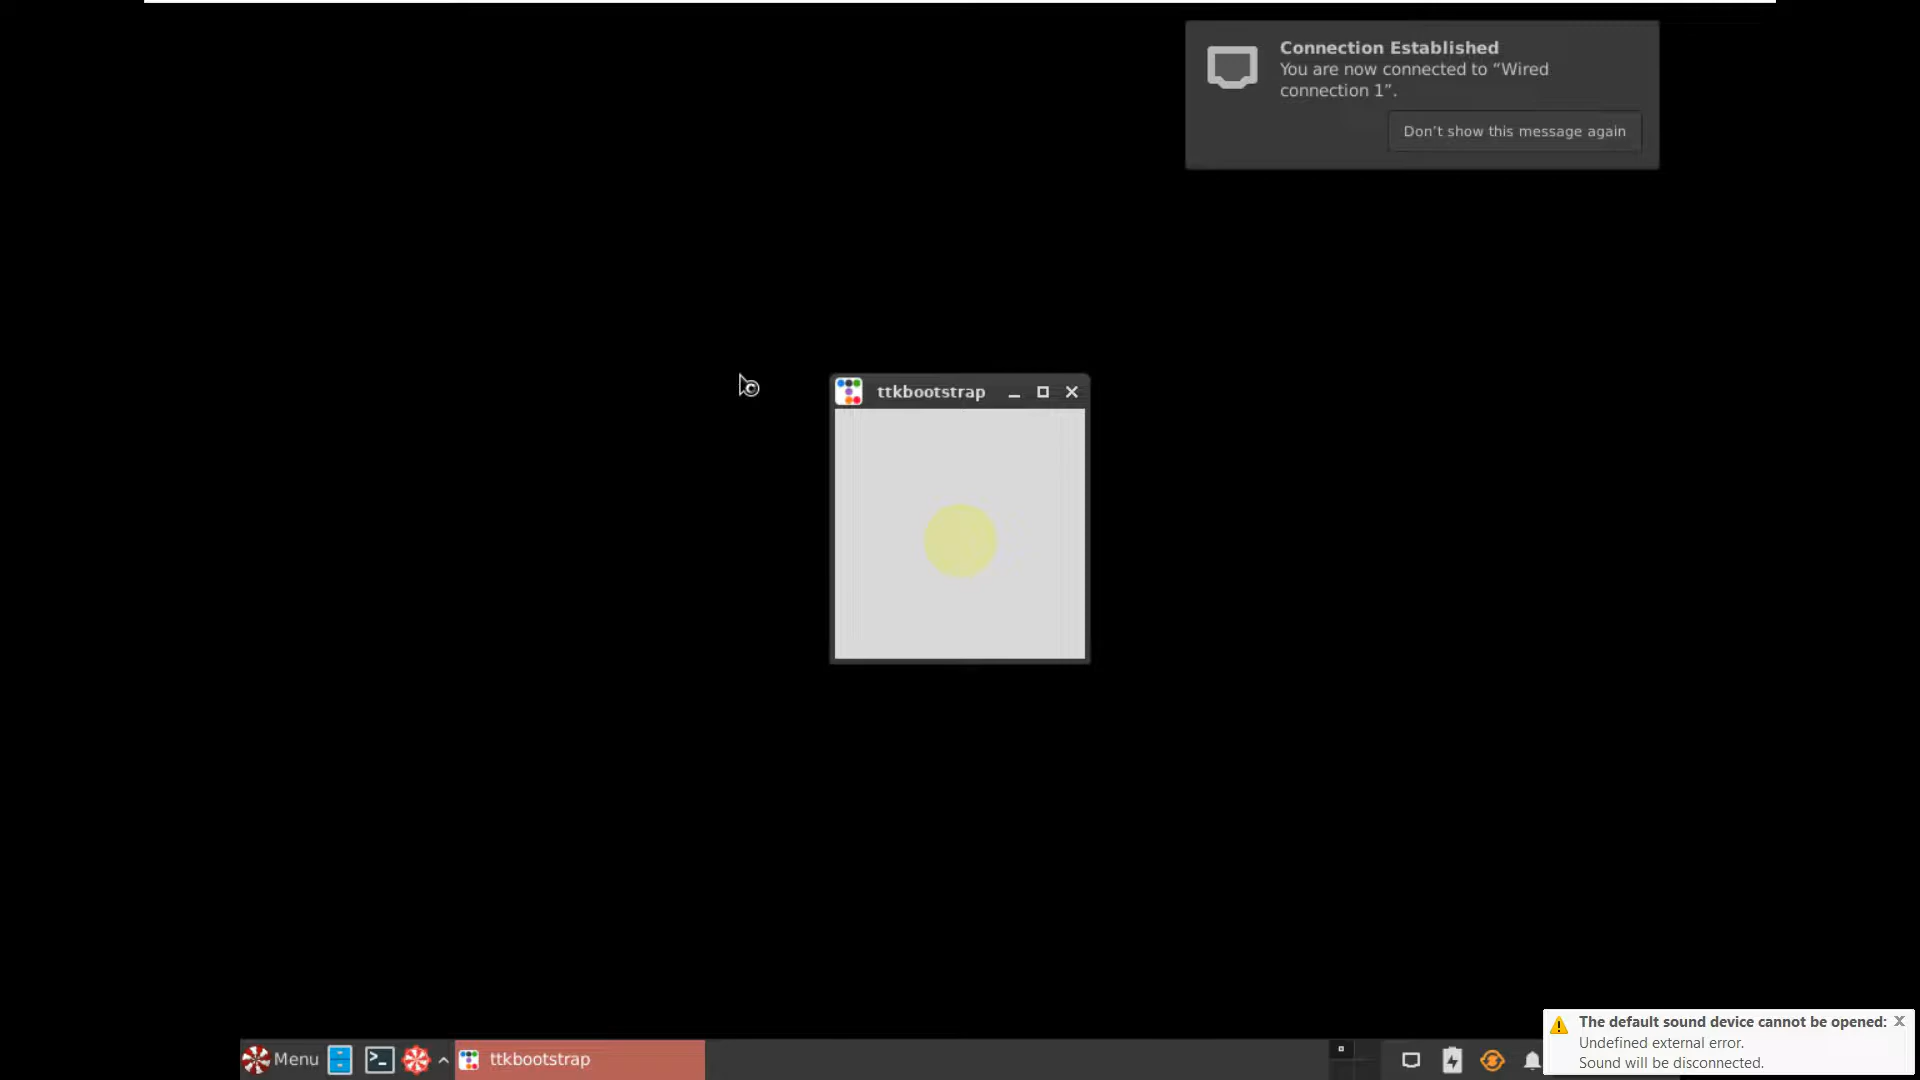 Connection Established
You are now connected to “Wired
connection 1”.
Don’t show this message again
ttkbootstrap
Menu
ttkbootstrap
The default sound device cannot be opened:
Undefined external error.
Sound will be disconnected.